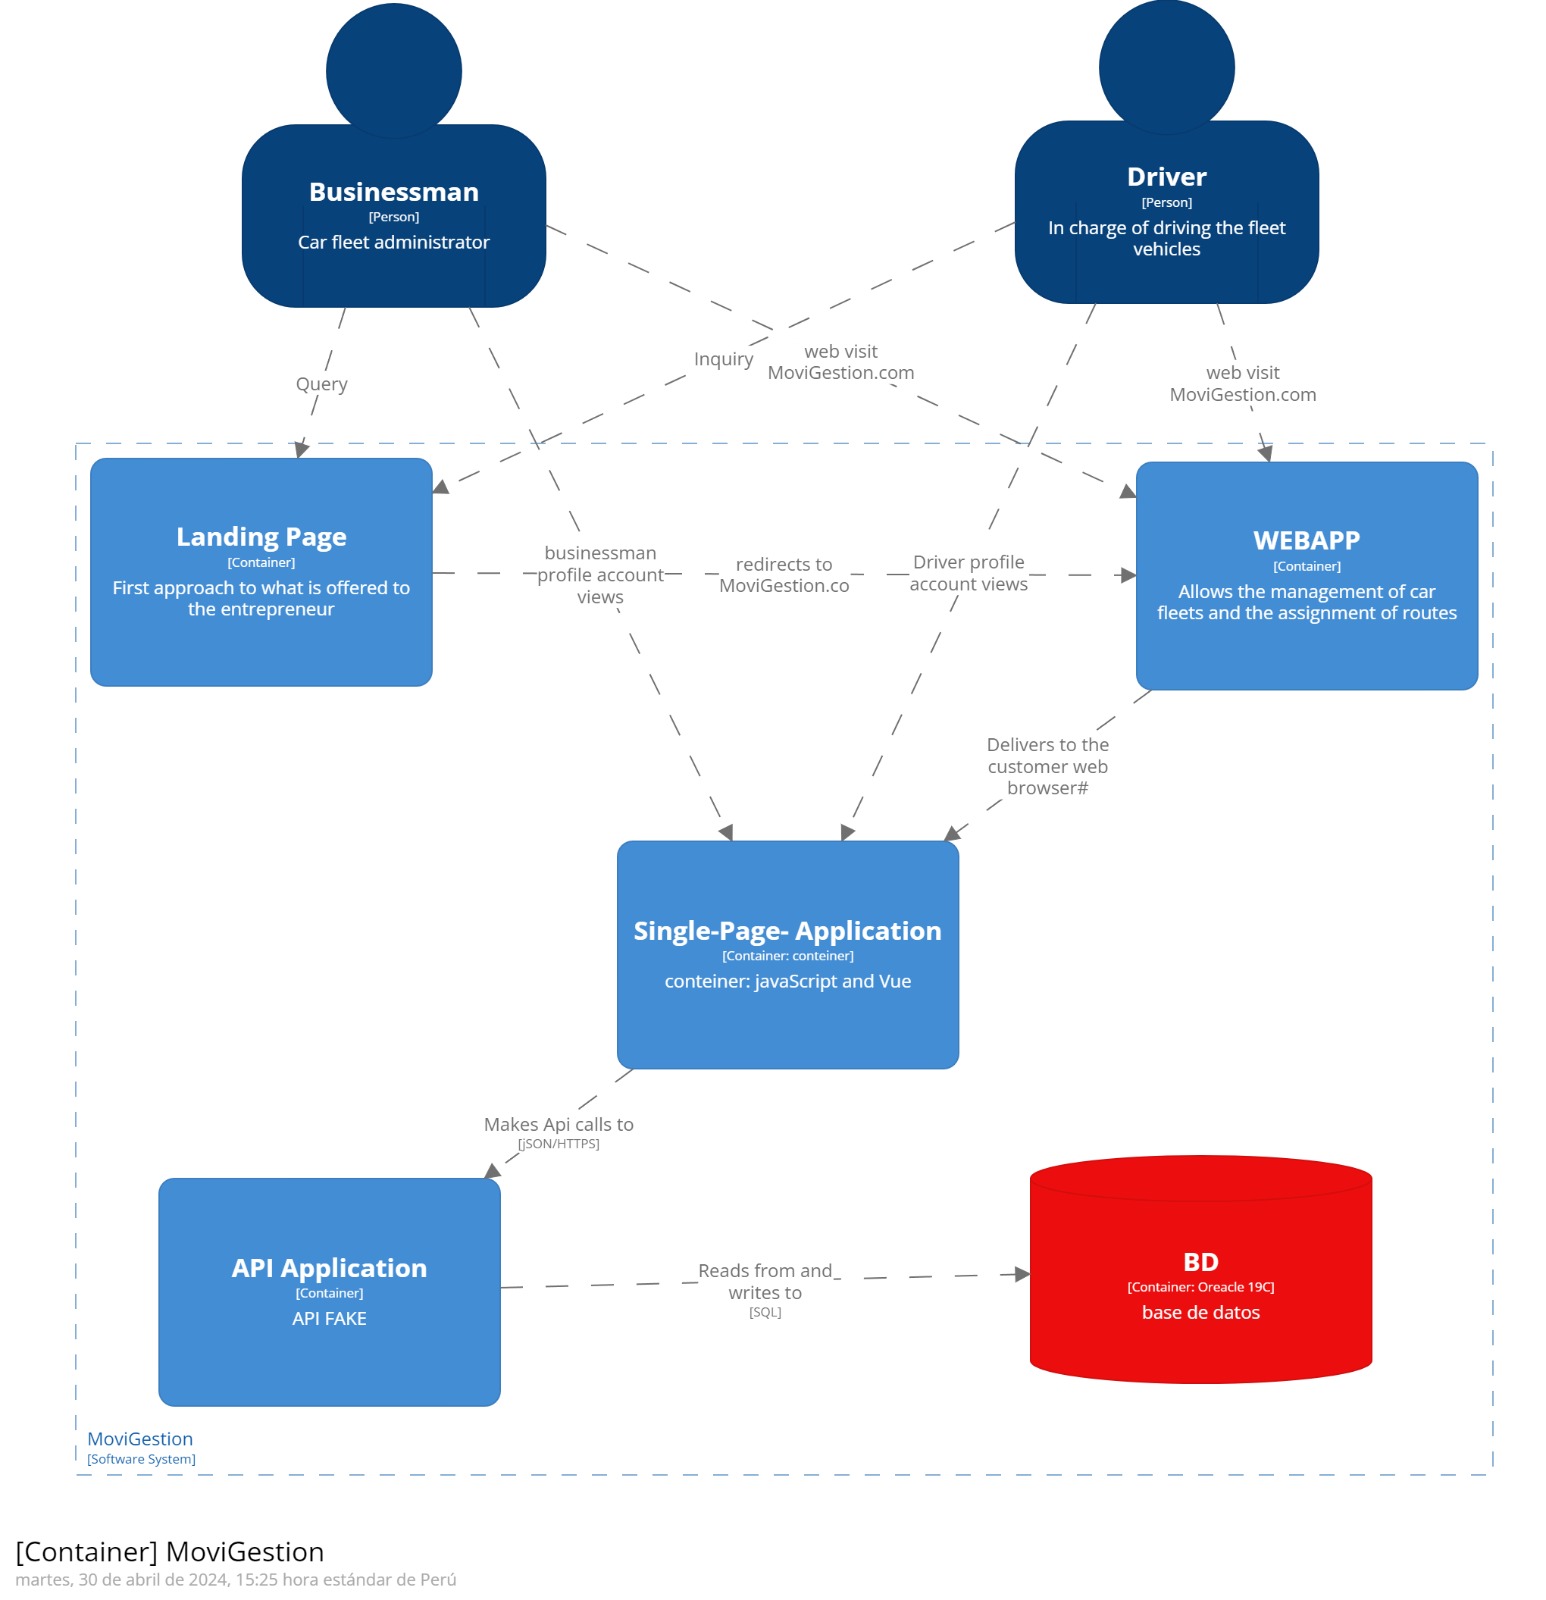 Businessman
[Person]
Car fleet administrator
Driver
[Person]
In charge of driving the fleet
vehicles
Query
Inquiry
web visit
MoviGestion.com
web visit
MoviGestion.com
Landing Page
[Container]
First approach to what is offered to
the entrepreneur
businessman
profile account
views
redirects to
MoviGestion.co
Driver profile
account views
WEBAPP
[Container]
Allows the management of car
fleets and the assignment of routes
Delivers to the
customer web
browser#
Single-Page- Application
[Container: conteiner]
conteiner: javaScript and Vue
Makes Api calls to
[jSON/HTTPS]
API Application
[Container]
API FAKE
Reads from and
writes to
[SQL]
BD
[Container: Oreacle 19C]
base de datos
MoviGestion
[Software System]
[Container] MoviGestion
martes, 30 de abril de 2024, 15:25 hora estándar de Perú